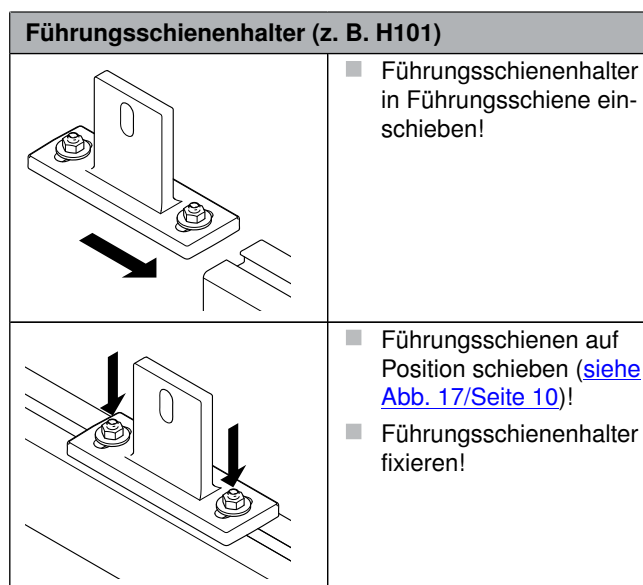 Führungsschienenhalter (z. B. H101)
Führungsschienenhalter
in Führungsschiene ein-
schieben!
Führungsschienen auf
Position schieben (siehe
Abb. 17/Seite 10)!
Führungsschienenhalter
fixieren!